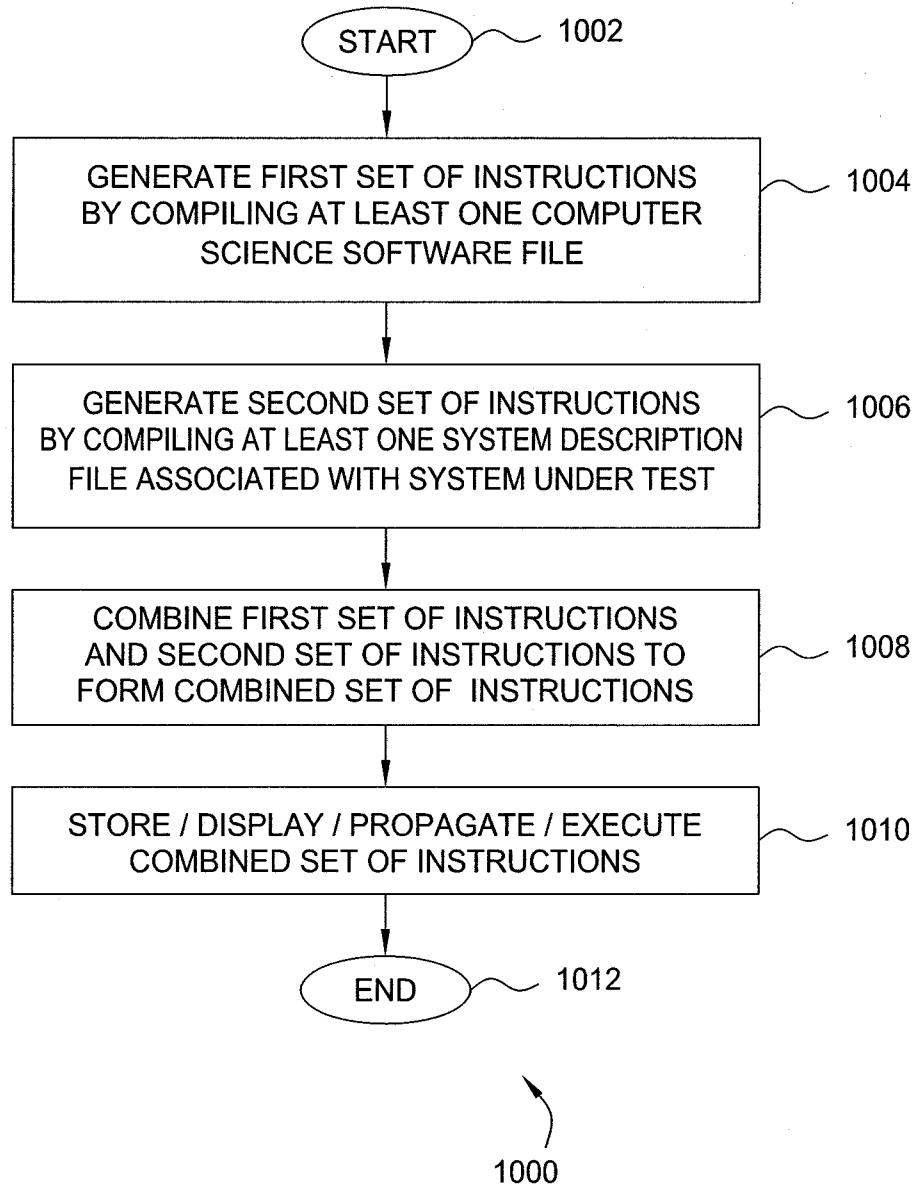 START
1002
GENERATE FIRST SET OF INSTRUCTIONS
BY COMPILING AT LEAST ONE COMPUTER
SCIENCE SOFTWARE FILE
1004
GENERATE SECOND SET OF INSTRUCTIONS
BY COMPILING AT LEAST ONE SYSTEM DESCRIPTION
FILE ASSOCIATED WITH SYSTEM UNDER TEST
1006
COMBINE FIRST SET OF INSTRUCTIONS
AND SECOND SET OF INSTRUCTIONS TO
FORM COMBINED SET OF INSTRUCTIONS
1008
STORE / DISPLAY / PROPAGATE / EXECUTE
COMBINED SET OF INSTRUCTIONS
1010
END
1012
1000